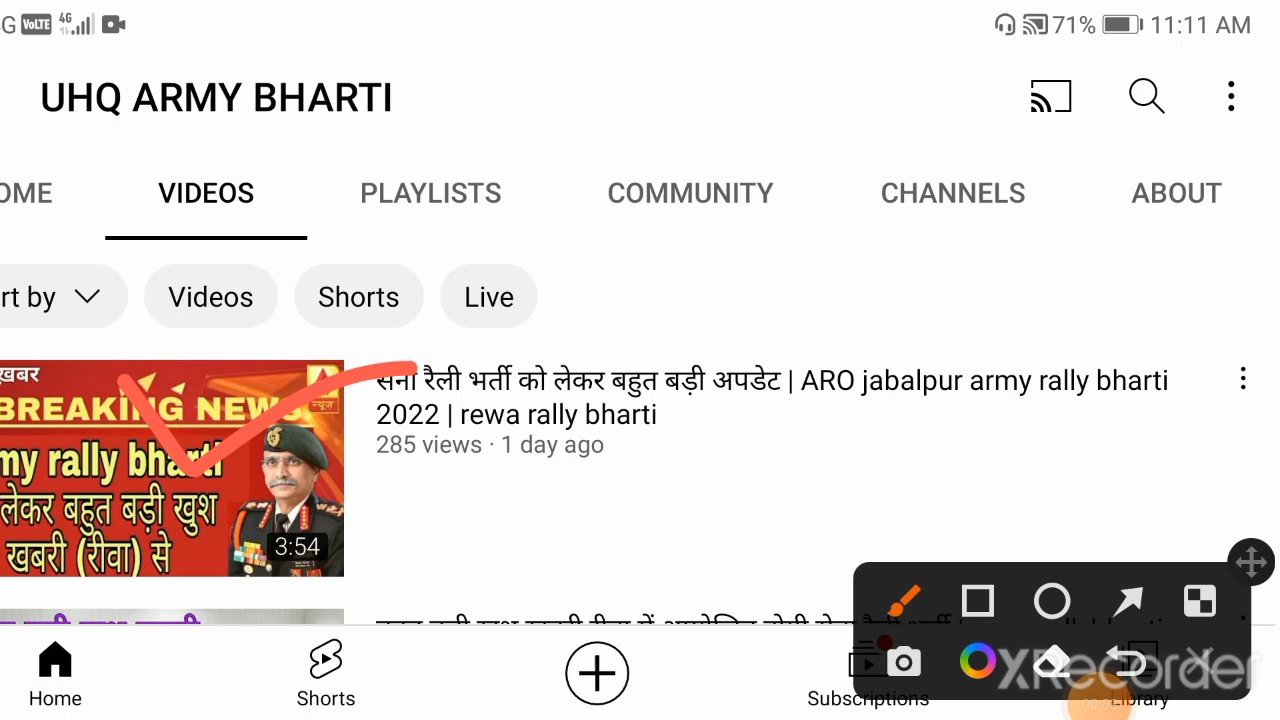 G VoLTE 4G 71% 11:11 AM
UHQ ARMY BHARTI
OME VIDEOS PLAYLISTS COMMUNITY CHANNELS ABOUT
rt by Videos Shorts Live
ख़बर
BREAKING NEWS
न्यूज़
my rally bharti
लेकर बहुत बड़ी खुश
खबरी (रीवा) से
3:54
सेना रैली भर्ती को लेकर बहुत बड़ी अपडेट | ARO jabalpur army rally bharti
2022 | rewa rally bharti
285 views · 1 day ago
XRecorder
Home Shorts Subscriptions Library